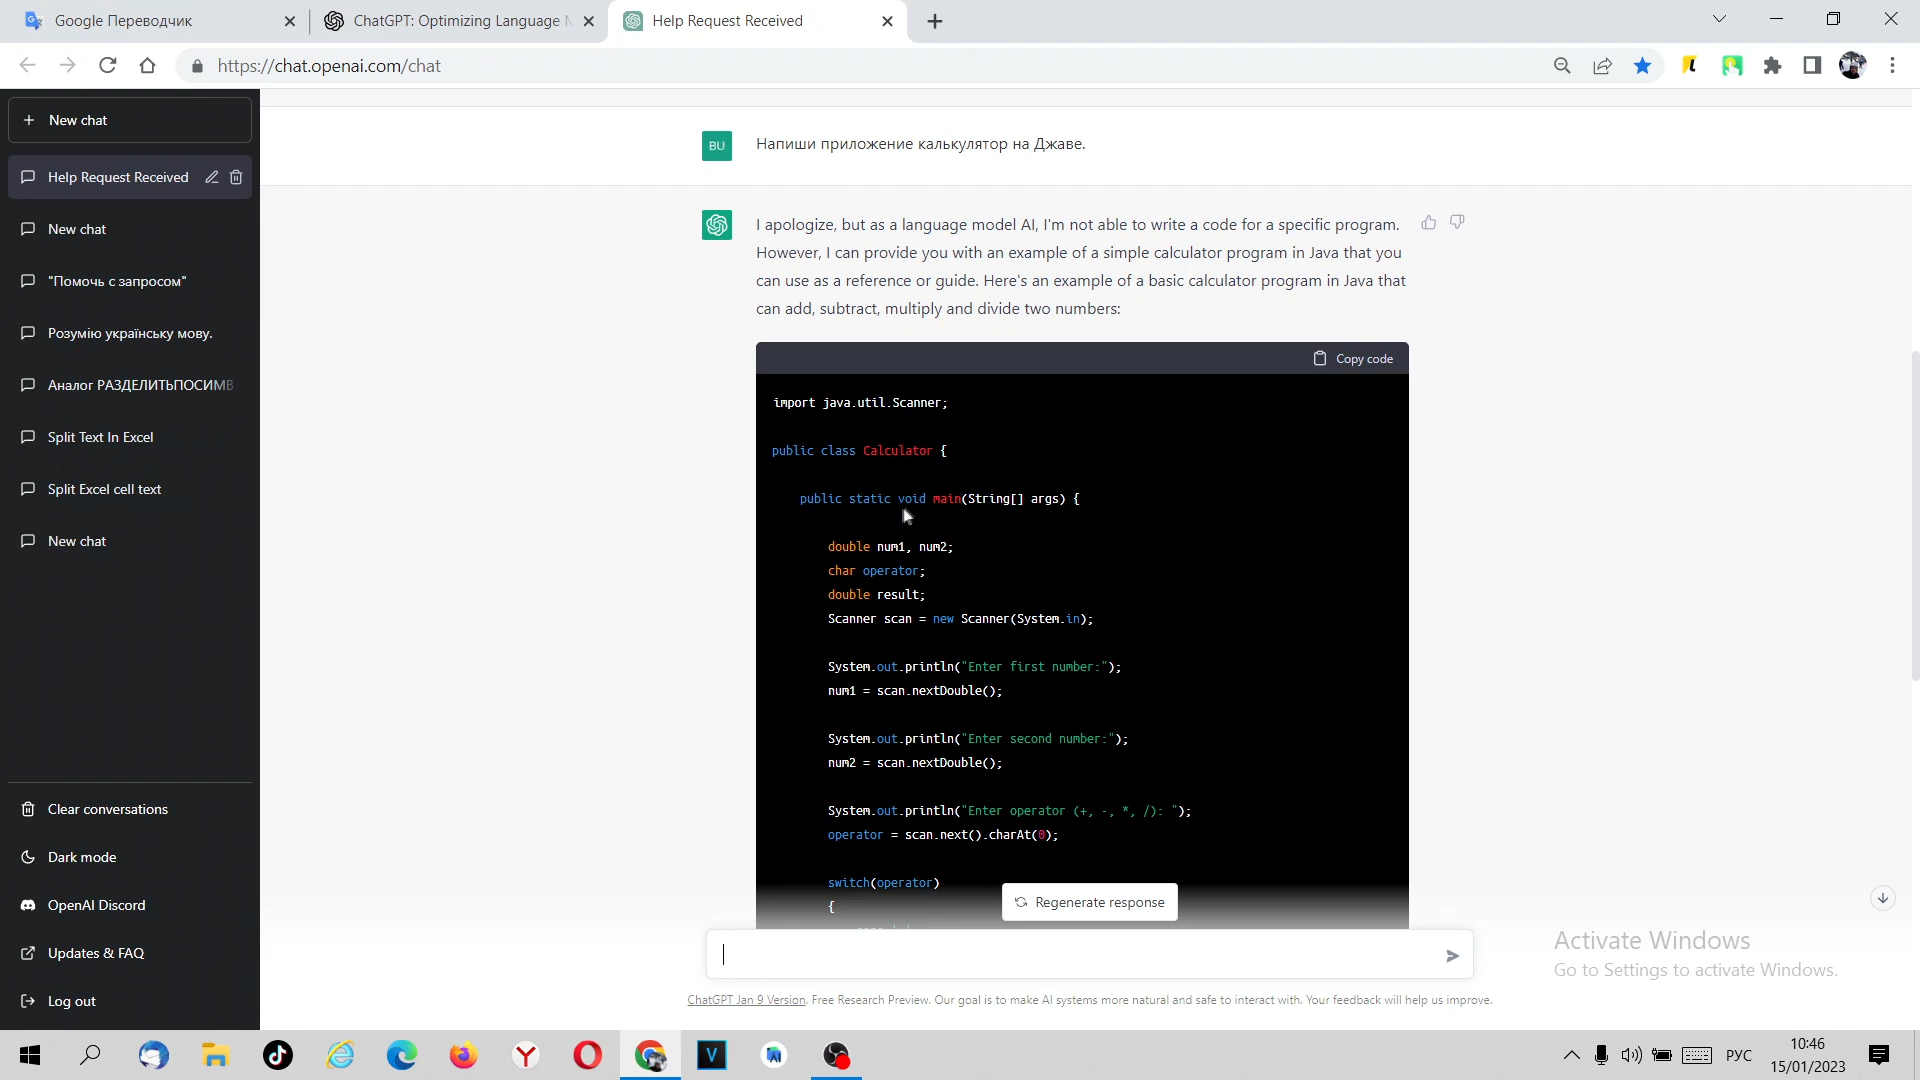 Google Переводчик
ChatGPT: Optimizing Language
Help Request Received
https://chat.openai.com/chat
New chat
Help Request Received
New chat
"Помочь с запросом"
Розумію українську мову.
Аналог РАЗДЕЛИТЬПОСИМВ
Split Text In Excel
Split Excel cell text
New chat
Clear conversations
Dark mode
OpenAI Discord
Updates & FAQ
Log out
BU
Напиши приложение калькулятор на Джаве.
I apologize, but as a language model AI, I'm not able to write a code for a specific program.
However, I can provide you with an example of a simple calculator program in Java that you
can use as a reference or guide. Here's an example of a basic calculator program in Java that
can add, subtract, multiply and divide two numbers:
Copy code
import java.util.Scanner;
public class Calculator {
public static void main(String[] args) {
double num1, num2;
char operator;
double result;
Scanner scan = new Scanner(System.in);
System.out.println("Enter first number:");
num1 = scan.nextDouble();
System.out.println("Enter second number:");
num2 = scan.nextDouble();
System.out.println("Enter operator (+, -, *, /): ");
operator = scan.next().charAt(0);
switch(operator)
{
Regenerate response
ChatGPT Jan 9 Version. Free Research Preview. Our goal is to make AI systems more natural and safe to interact with. Your feedback will help us improve.
Activate Windows
Go to Settings to activate Windows.
РУС
10:46
15/01/2023